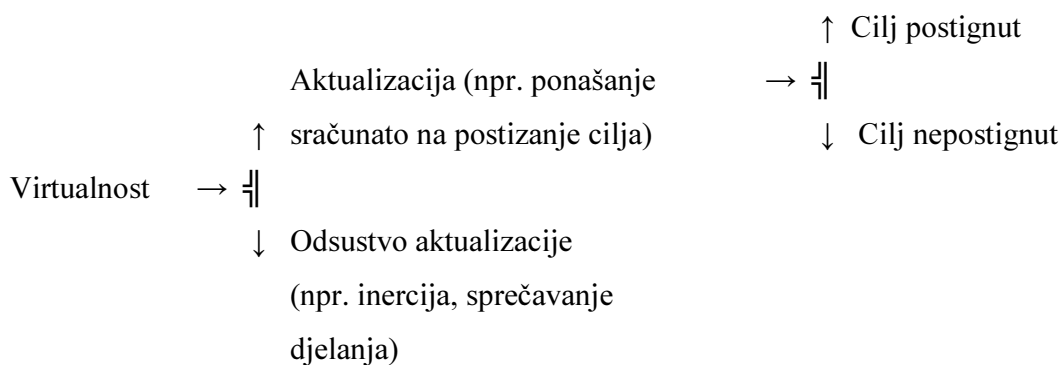 ↑ Cilj postignut
Aktualizacija (npr. ponašanje → ╣
↑ sračunato na postizanje cilja) ↓ Cilj nepostignut
Virtualnost → ╣
↓ Odsustvo aktualizacije
(npr. inercija, sprečavanje
djelanja)